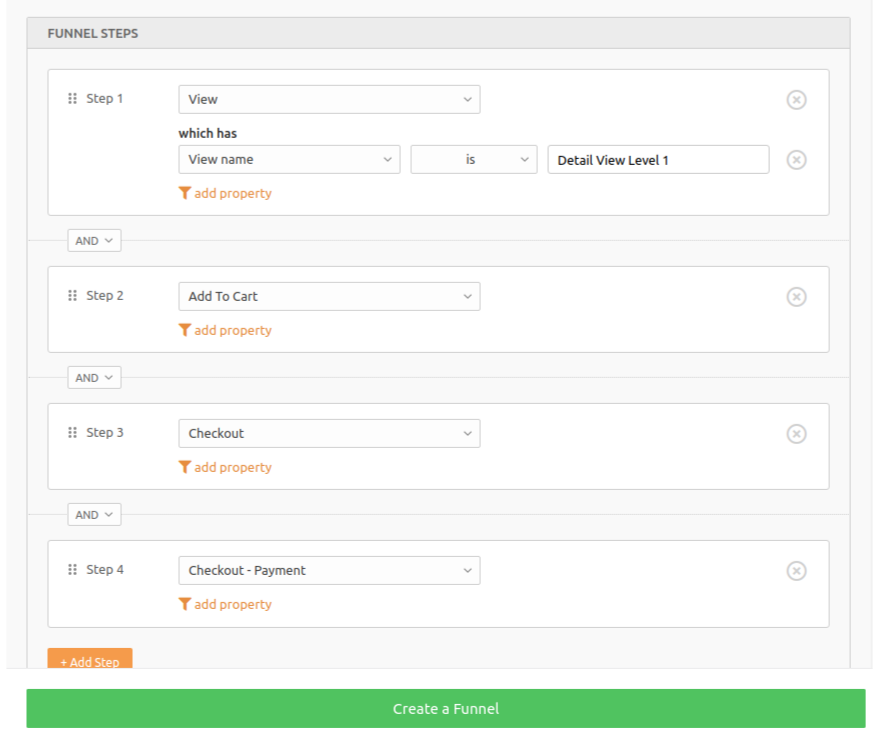 FUNNEL STEPS
Step 1
View
which has
View name
is
Detail View Level 1
add property
AND
Step 2
Add To Cart
add property
AND
Step 3
Checkout
add property
AND
Step 4
Checkout - Payment
add property
+ Add Step
Create a Funnel